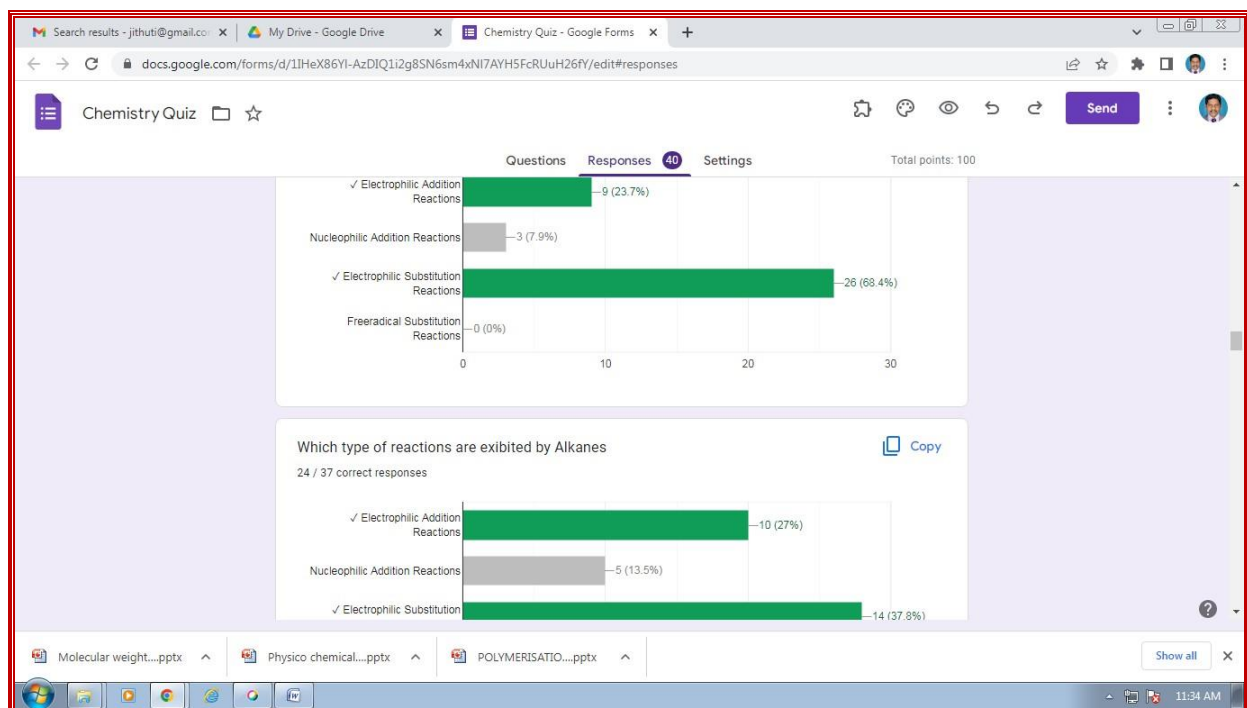 Search results - jithuti@gmail.co
My Drive - Google Drive
Chemistry Quiz - Google Forms
docs.google.com/forms/d/1IHeX86YI-AzDIQ1i2g8SN6sm4xNI7AYH5FcRUuH26fY/edit#responses
Chemistry Quiz
Send
Questions
Responses 40
Settings
Total points: 100
✓ Electrophilic Addition
Reactions
9 (23.7%)
Nucleophilic Addition Reactions
3 (7.9%)
✓ Electrophilic Substitution
Reactions
26 (68.4%)
Freeradical Substitution
Reactions
0 (0%)
0 10 20 30
Which type of reactions are exibited by Alkanes
Copy
24 / 37 correct responses
✓ Electrophilic Addition
Reactions
10 (27%)
Nucleophilic Addition Reactions
5 (13.5%)
✓ Electrophilic Substitution
14 (37.8%)
Molecular weight....pptx
Physico chemical....pptx
POLYMERISATIO....pptx
Show all
11:34 AM